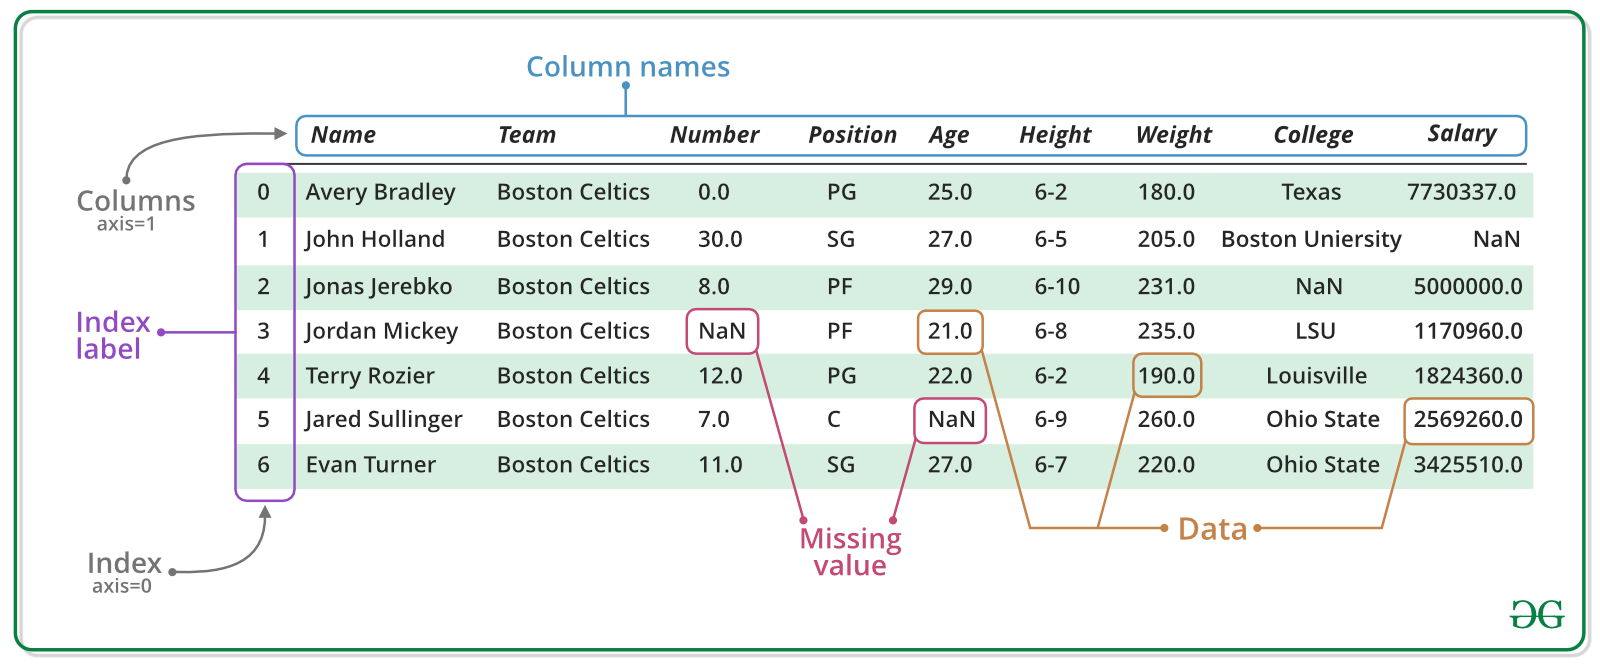 Column names
Name Team Number Position Age Height Weight College Salary
Columns
axis=1
0 Avery Bradley Boston Celtics 0.0 PG 25.0 6-2 180.0 Texas 7730337.0
1 John Holland Boston Celtics 30.0 SG 27.0 6-5 205.0 Boston Uniersity NaN
2 Jonas Jerebko Boston Celtics 8.0 PF 29.0 6-10 231.0 NaN 5000000.0
Index
label
3 Jordan Mickey Boston Celtics NaN PF 21.0 6-8 235.0 LSU 1170960.0
4 Terry Rozier Boston Celtics 12.0 PG 22.0 6-2 190.0 Louisville 1824360.0
5 Jared Sullinger Boston Celtics 7.0 C NaN 6-9 260.0 Ohio State 2569260.0
6 Evan Turner Boston Celtics 11.0 SG 27.0 6-7 220.0 Ohio State 3425510.0
Missing
value
Data
Index
axis=0